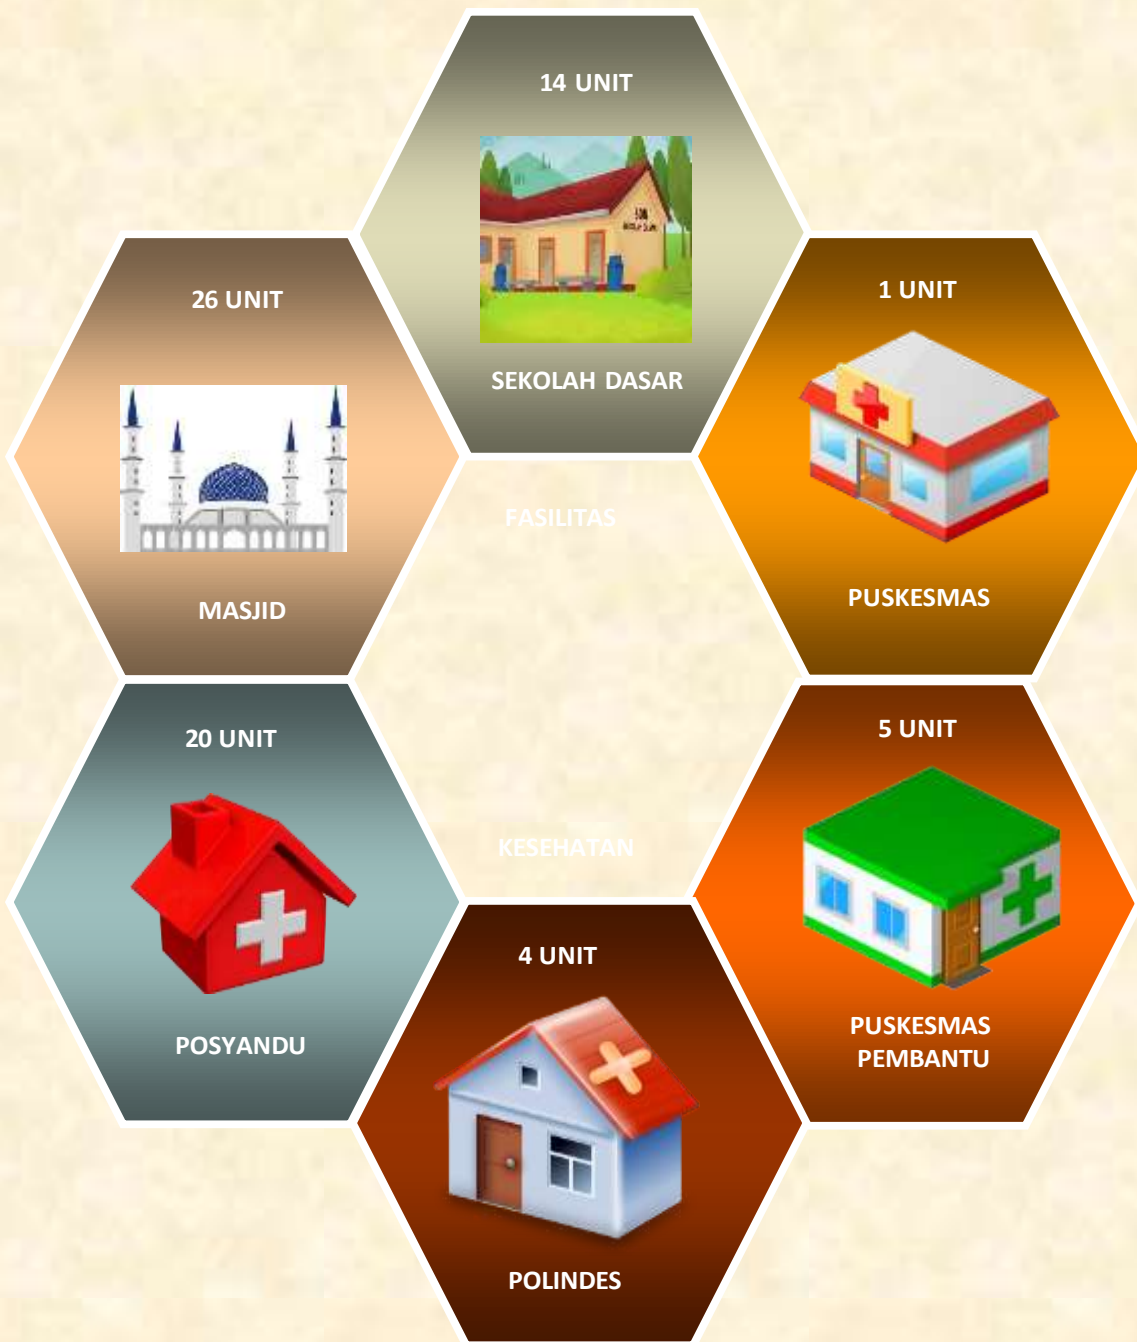 14 UNIT
SEKOLAH DASAR
26 UNIT
MASJID
1 UNIT
PUSKESMAS
FASILITAS
KESEHATAN
20 UNIT
POSYANDU
5 UNIT
PUSKESMAS
PEMBANTU
4 UNIT
POLINDES